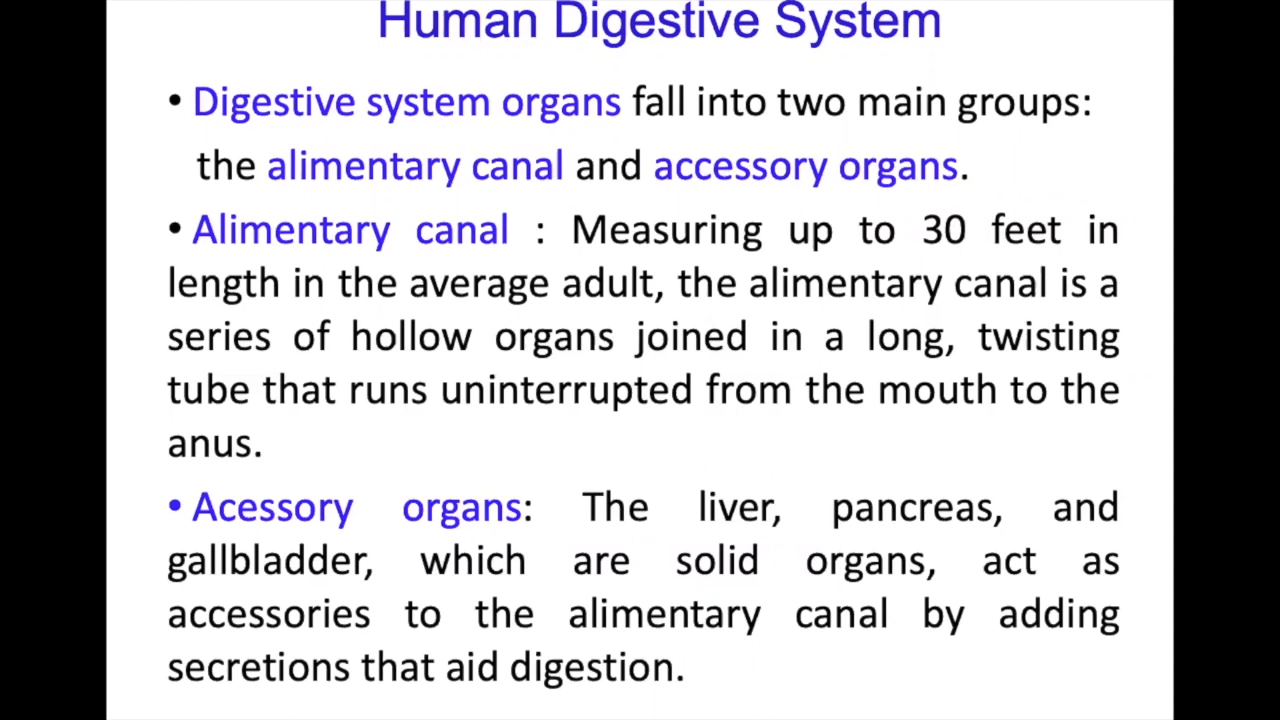 Human Digestive System
• Digestive system organs fall into two main groups:
the alimentary canal and accessory organs.
• Alimentary canal : Measuring up to 30 feet in
length in the average adult, the alimentary canal is a
series of hollow organs joined in a long, twisting
tube that runs uninterrupted from the mouth to the
anus.
• Acessory organs: The liver, pancreas, and
gallbladder, which are solid organs, act as
accessories to the alimentary canal by adding
secretions that aid digestion.